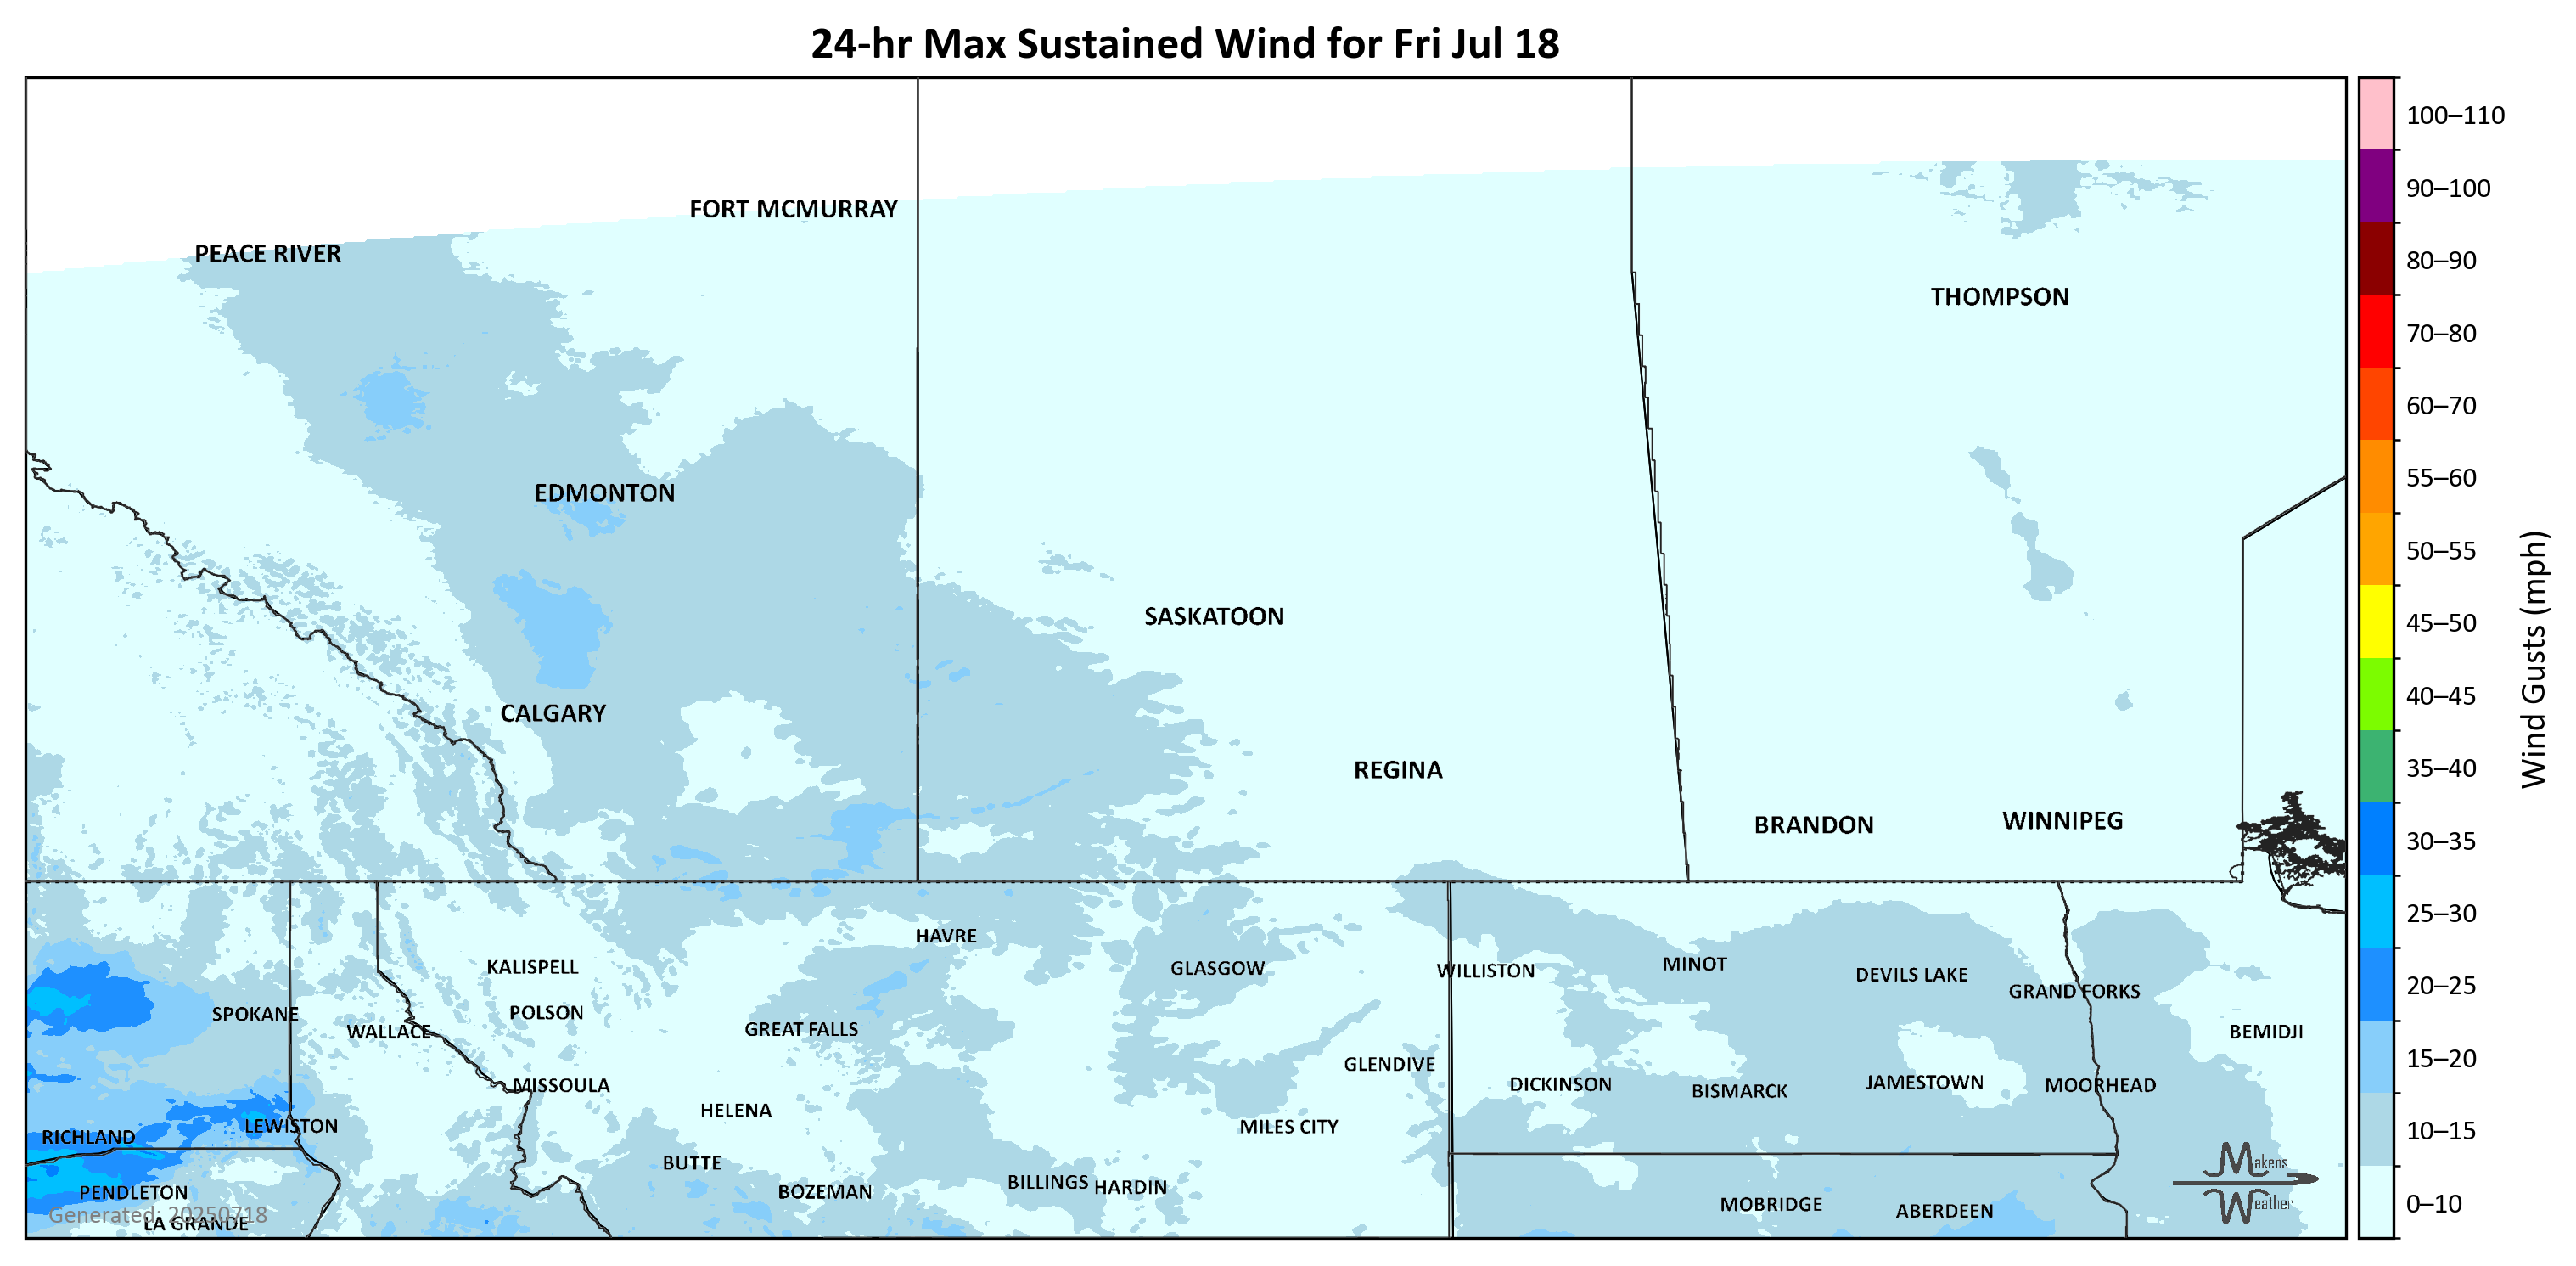 24-hr Max Sustained Wind for Fri Jul 18
100–110
90–100
80–90
70–80
60–70
55–60
50–55
45–50
40–45
35–40
30–35
25–30
20–25
15–20
10–15
0–10
Wind Gusts (mph)
FORT MCMURRAY
PEACE RIVER
THOMPSON
EDMONTON
SASKATOON
CALGARY
REGINA
BRANDON
WINNIPEG
HAVRE
KALISPELL
GLASGOW
WILLISTON
MINOT
DEVILS LAKE
GRAND FORKS
SPOKANE
POLSON
WALLACE
GREAT FALLS
BEMIDJI
GLENDIVE
MISSOULA
DICKINSON
BISMARCK
JAMESTOWN
MOORHEAD
HELENA
LEWISTON
MILES CITY
RICHLAND
BUTTE
BILLINGS
HARDIN
PENDLETON
BOZEMAN
MOBRIDGE
ABERDEEN
Generated: 20250718
LA GRANDE
Makens
Weather